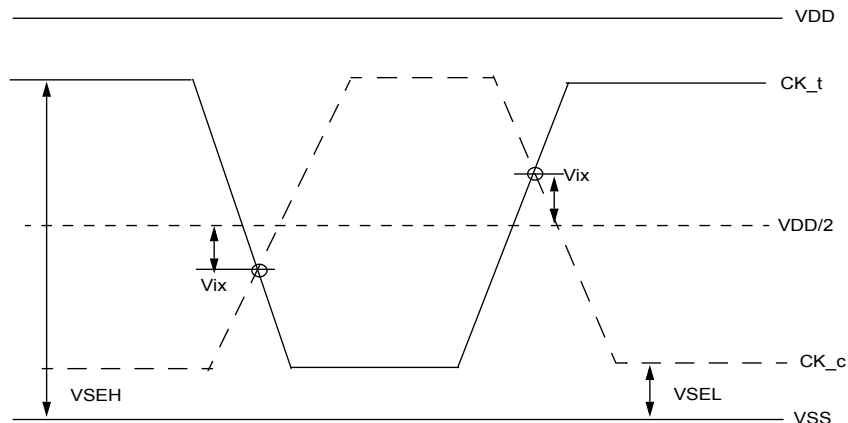 VDD
CK_t
Vix
VDD/2
Vix
CK_c
VSEH
VSEL
VSS